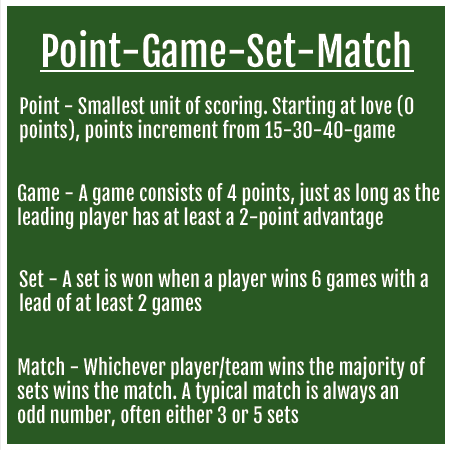 Point-Game-Set-Match
Point - Smallest unit of scoring. Starting at love (0
points), points increment from 15-30-40-game
Game - A game consists of 4 points, just as long as the
leading player has at least a 2-point advantage
Set - A set is won when a player wins 6 games with a
lead of at least 2 games
Match - Whichever player/team wins the majority of
sets wins the match. A typical match is always an
odd number, often either 3 or 5 sets